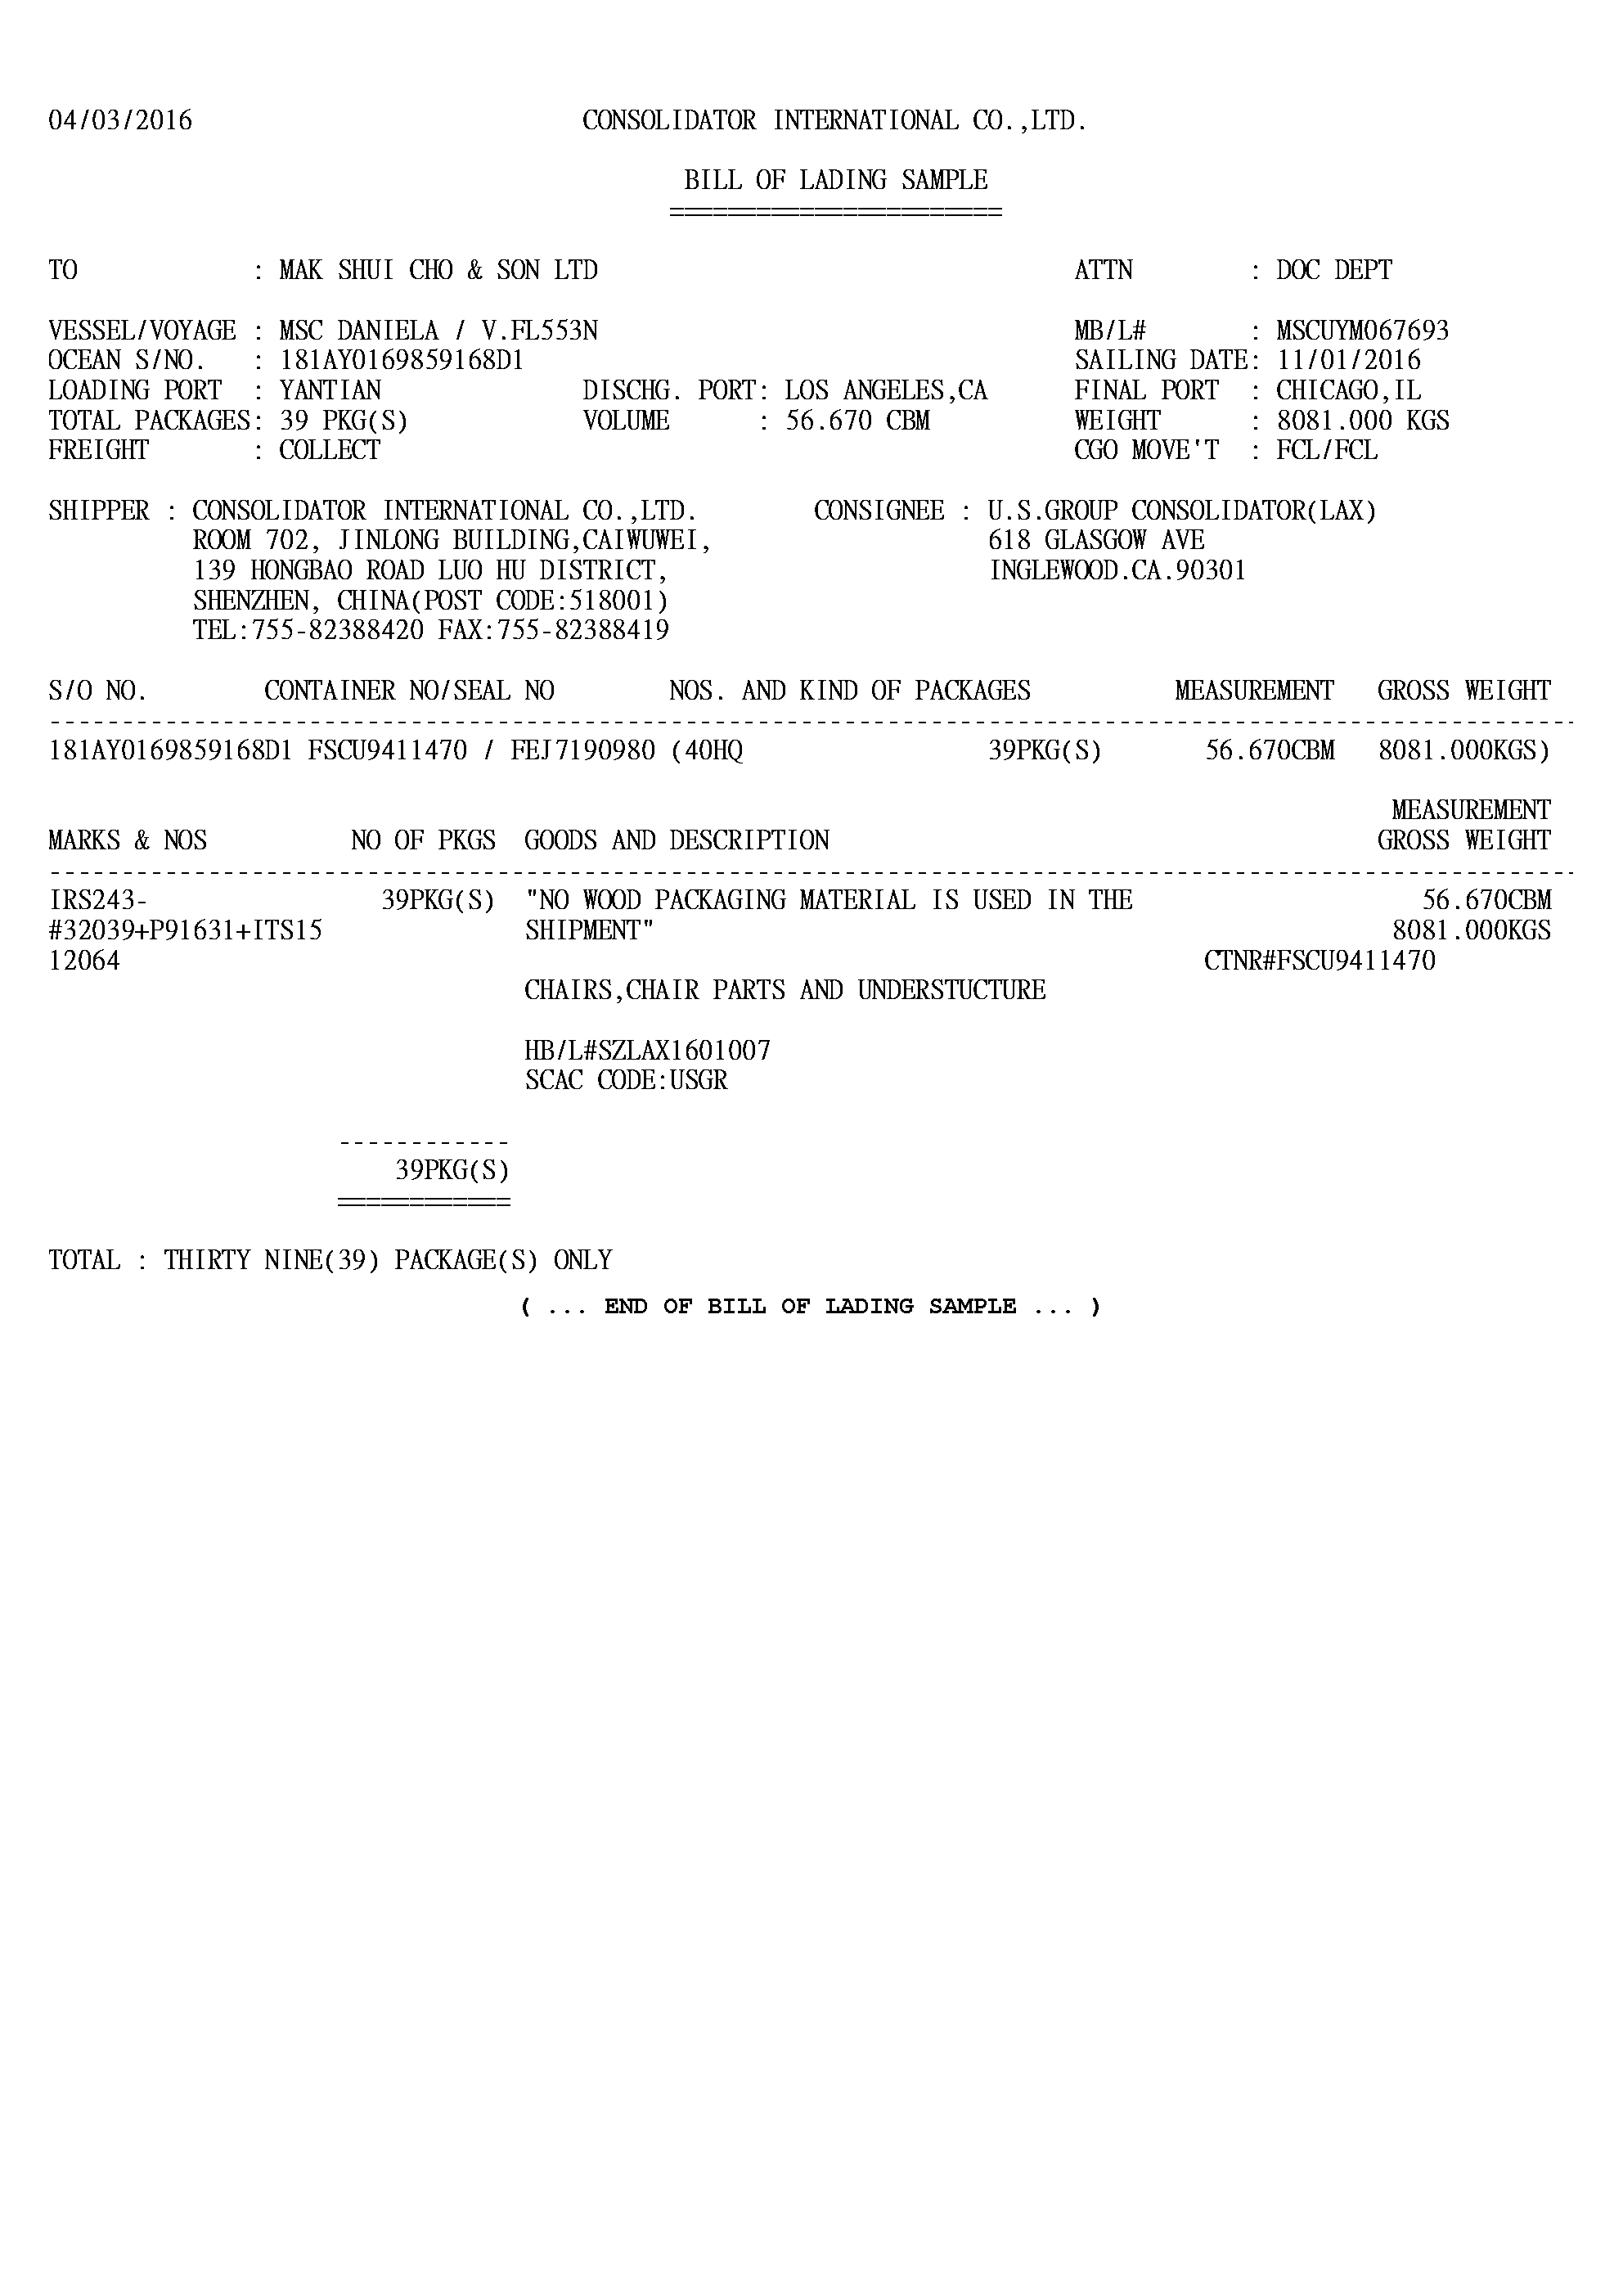 04/03/2016 CONSOLIDATOR INTERNATIONAL CO.,LTD.
BILL OF LADING SAMPLE
=======================
TO : MAK SHUI CHO & SON LTD ATTN : DOC DEPT
VESSEL/VOYAGE : MSC DANIELA / V.FL553N MB/L# : MSCUYM067693
OCEAN S/NO. : 181AY0169859168D1 SAILING DATE: 11/01/2016
LOADING PORT : YANTIAN DISCHG. PORT: LOS ANGELES,CA FINAL PORT : CHICAGO,IL
TOTAL PACKAGES: 39 PKG(S) VOLUME : 56.670 CBM WEIGHT : 8081.000 KGS
FREIGHT : COLLECT CGO MOVE'T : FCL/FCL
SHIPPER : CONSOLIDATOR INTERNATIONAL CO.,LTD. CONSIGNEE : U.S.GROUP CONSOLIDATOR(LAX)
ROOM 702, JINLONG BUILDING,CAIWUWEI, 618 GLASGOW AVE
139 HONGBAO ROAD LUO HU DISTRICT, INGLEWOOD.CA.90301
SHENZHEN, CHINA(POST CODE:518001)
TEL:755-82388420 FAX:755-82388419
S/O NO. CONTAINER NO/SEAL NO NOS. AND KIND OF PACKAGES MEASUREMENT GROSS WEIGHT
----------------------------------------------------------------------------------------------------------
181AY0169859168D1 FSCU9411470 / FEJ7190980 (40HQ 39PKG(S) 56.670CBM 8081.000KGS)
MEASUREMENT
MARKS & NOS NO OF PKGS GOODS AND DESCRIPTION GROSS WEIGHT
----------------------------------------------------------------------------------------------------------
IRS243- 39PKG(S) "NO WOOD PACKAGING MATERIAL IS USED IN THE 56.670CBM
#32039+P91631+ITS15 SHIPMENT" 8081.000KGS
12064 CTNR#FSCU9411470
CHAIRS,CHAIR PARTS AND UNDERSTUCTURE
HB/L#SZLAX1601007
SCAC CODE:USGR
------------
39PKG(S)
============
TOTAL : THIRTY NINE(39) PACKAGE(S) ONLY
( ... END OF BILL OF LADING SAMPLE ... )